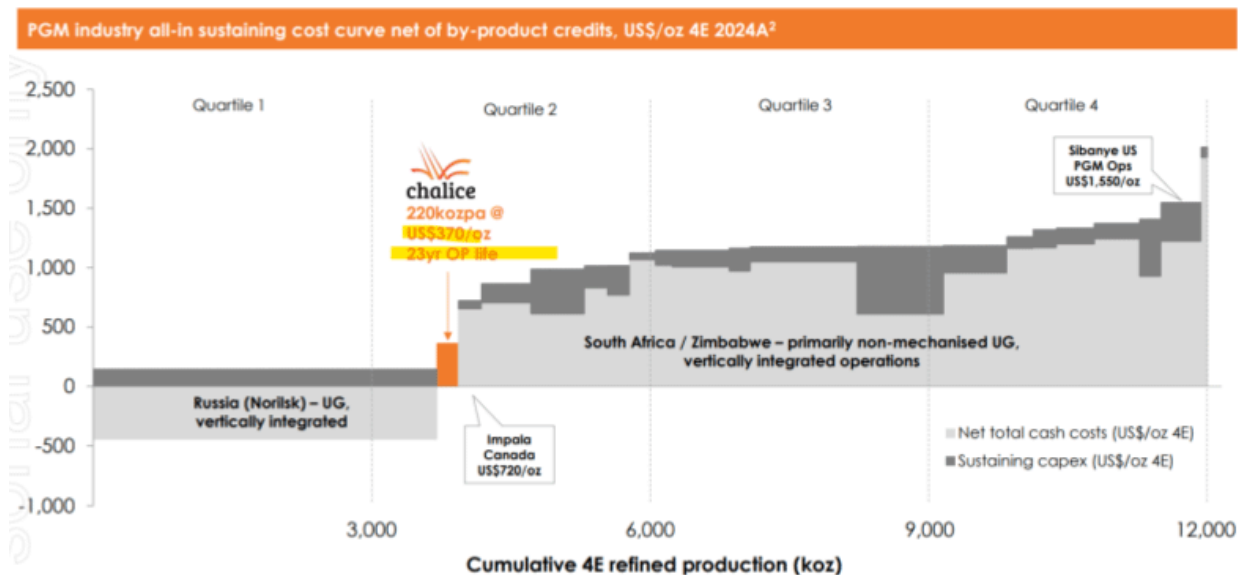 PGM industry all-in sustaining cost curve net of by-product credits, US$/oz 4E 2024A²
2,500
2,000
1,500
1,000
500
0
-500
-1,000
Quartile 1
Quartile 2
Quartile 3
Quartile 4
chalice
220kozpa @
US$370/oz
23yr OP life
Sibanye US
PGM Ops
US$1,550/oz
South Africa / Zimbabwe – primarily non-mechanised UG,
vertically integrated operations
Russia (Norilsk) – UG,
vertically integrated
Impala
Canada
US$720/oz
Net total cash costs (US$/oz 4E)
Sustaining capex (US$/oz 4E)
3,000
6,000
9,000
12,000
Cumulative 4E refined production (koz)
use only